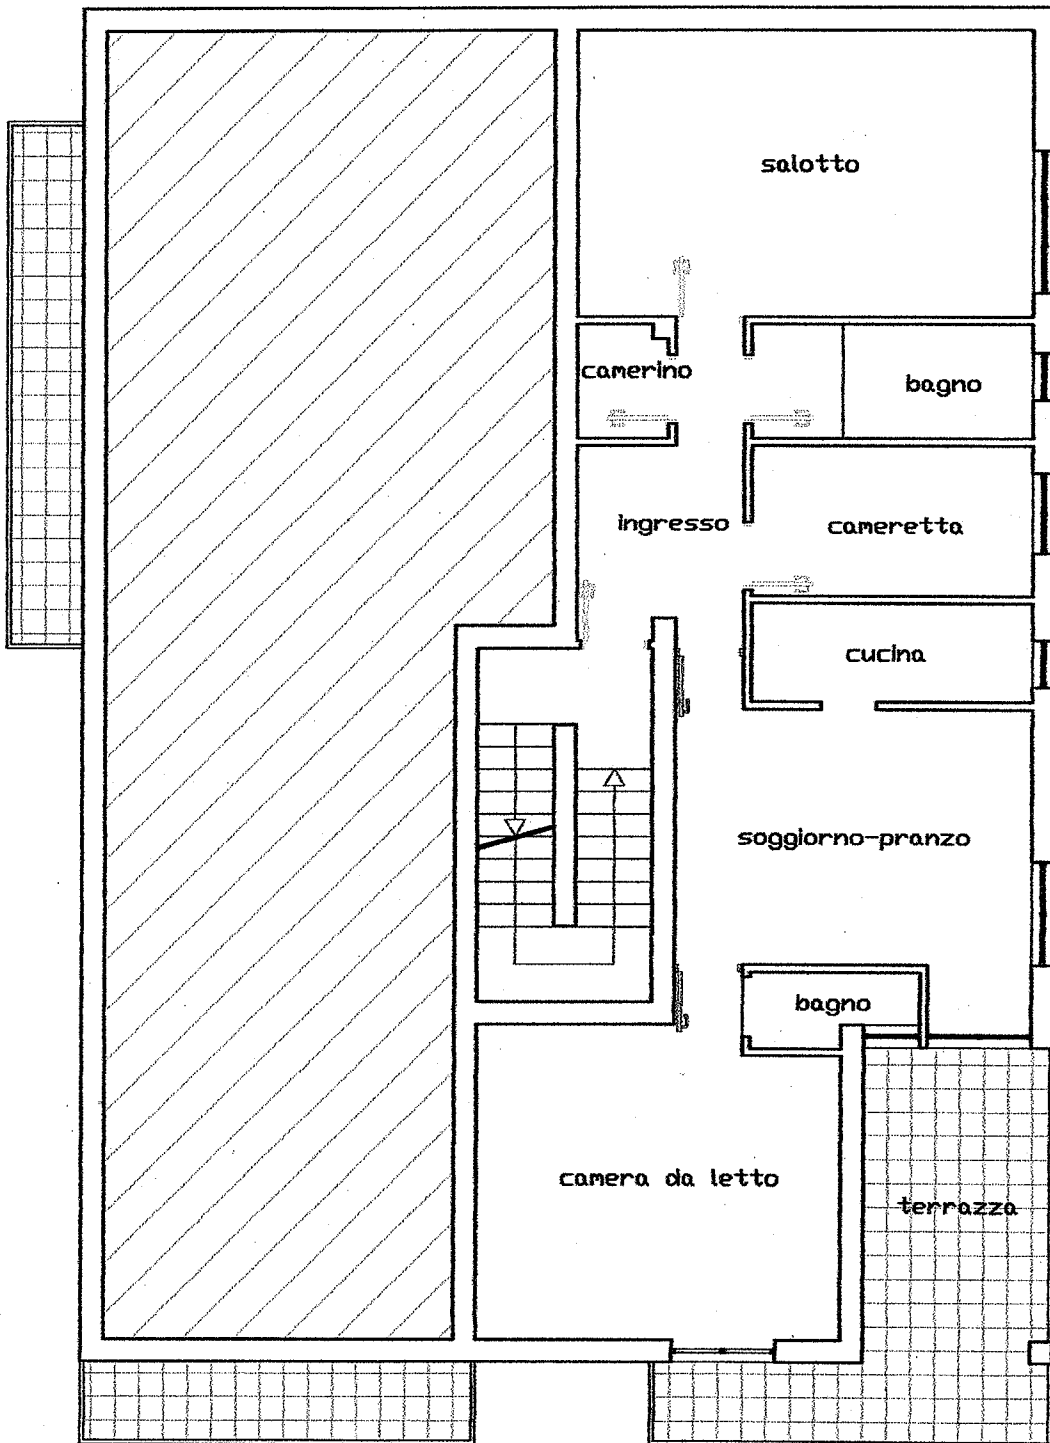 salotto
camerino
bagno
ingresso
cameretta
cucina
soggiorno-pranzo
bagno
camera da letto
terrazza